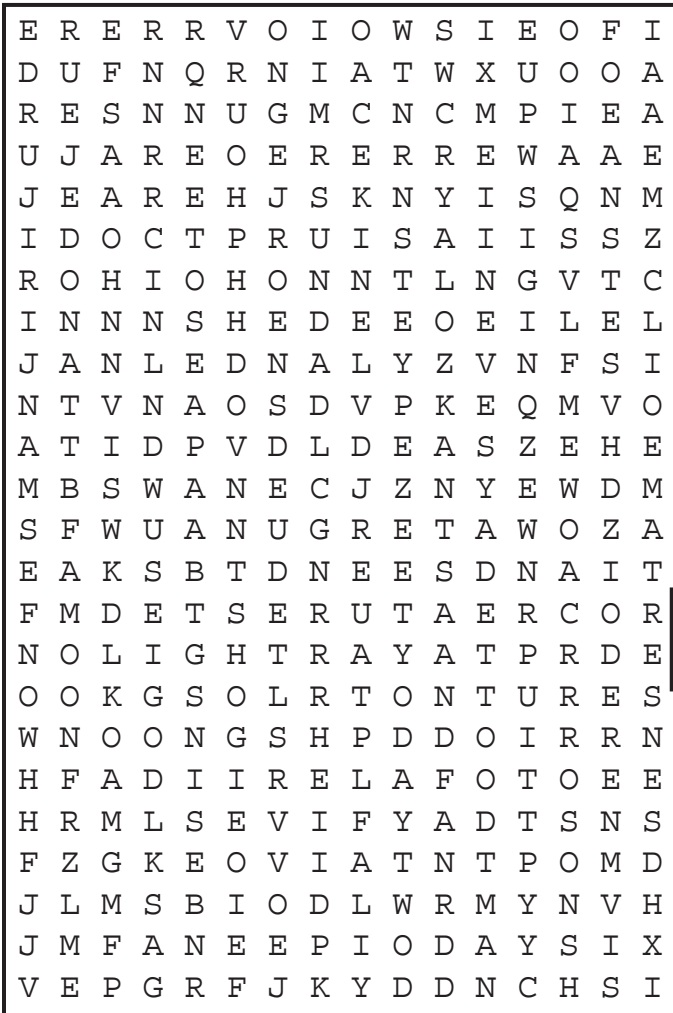 E R E R R V O I O W S I E O F I
D U F N Q R N I A T W X U O O A
R E S N N U G M C N C M P I E A
U J A R E O E R E R R E W A A E
J E A R E H J S K N Y I S Q N M
I D O C T P R U I S A I I S S Z
R O H I O H O N N T L N G V T C
I N N N S H E D E E O E I L E L
J A N L E D N A L Y Z V N F S I
N T V N A O S D V P K E Q M V O
A T I D P V D L D E A S Z E H E
M B S W A N E C J Z N Y E W D M
S F W U A N U G R E T A W O Z A
E A K S B T D N E E S D N A I T
F M D E T S E R U T A E R C O R
N O L I G H T R A Y A T P R D E
O O K G S O L R T O N T U R E S
W N O O N G S H P D D O I R R N
H F A D I I R E L A F O T O E E
H R M L S E V I F Y A D T S N S
F Z G K E O V I A T N T P O M D
J L M S B I O D L W R M Y N V H
J M F A N E E P I O D A Y S I X
V E P G R F J K Y D D N C H S I